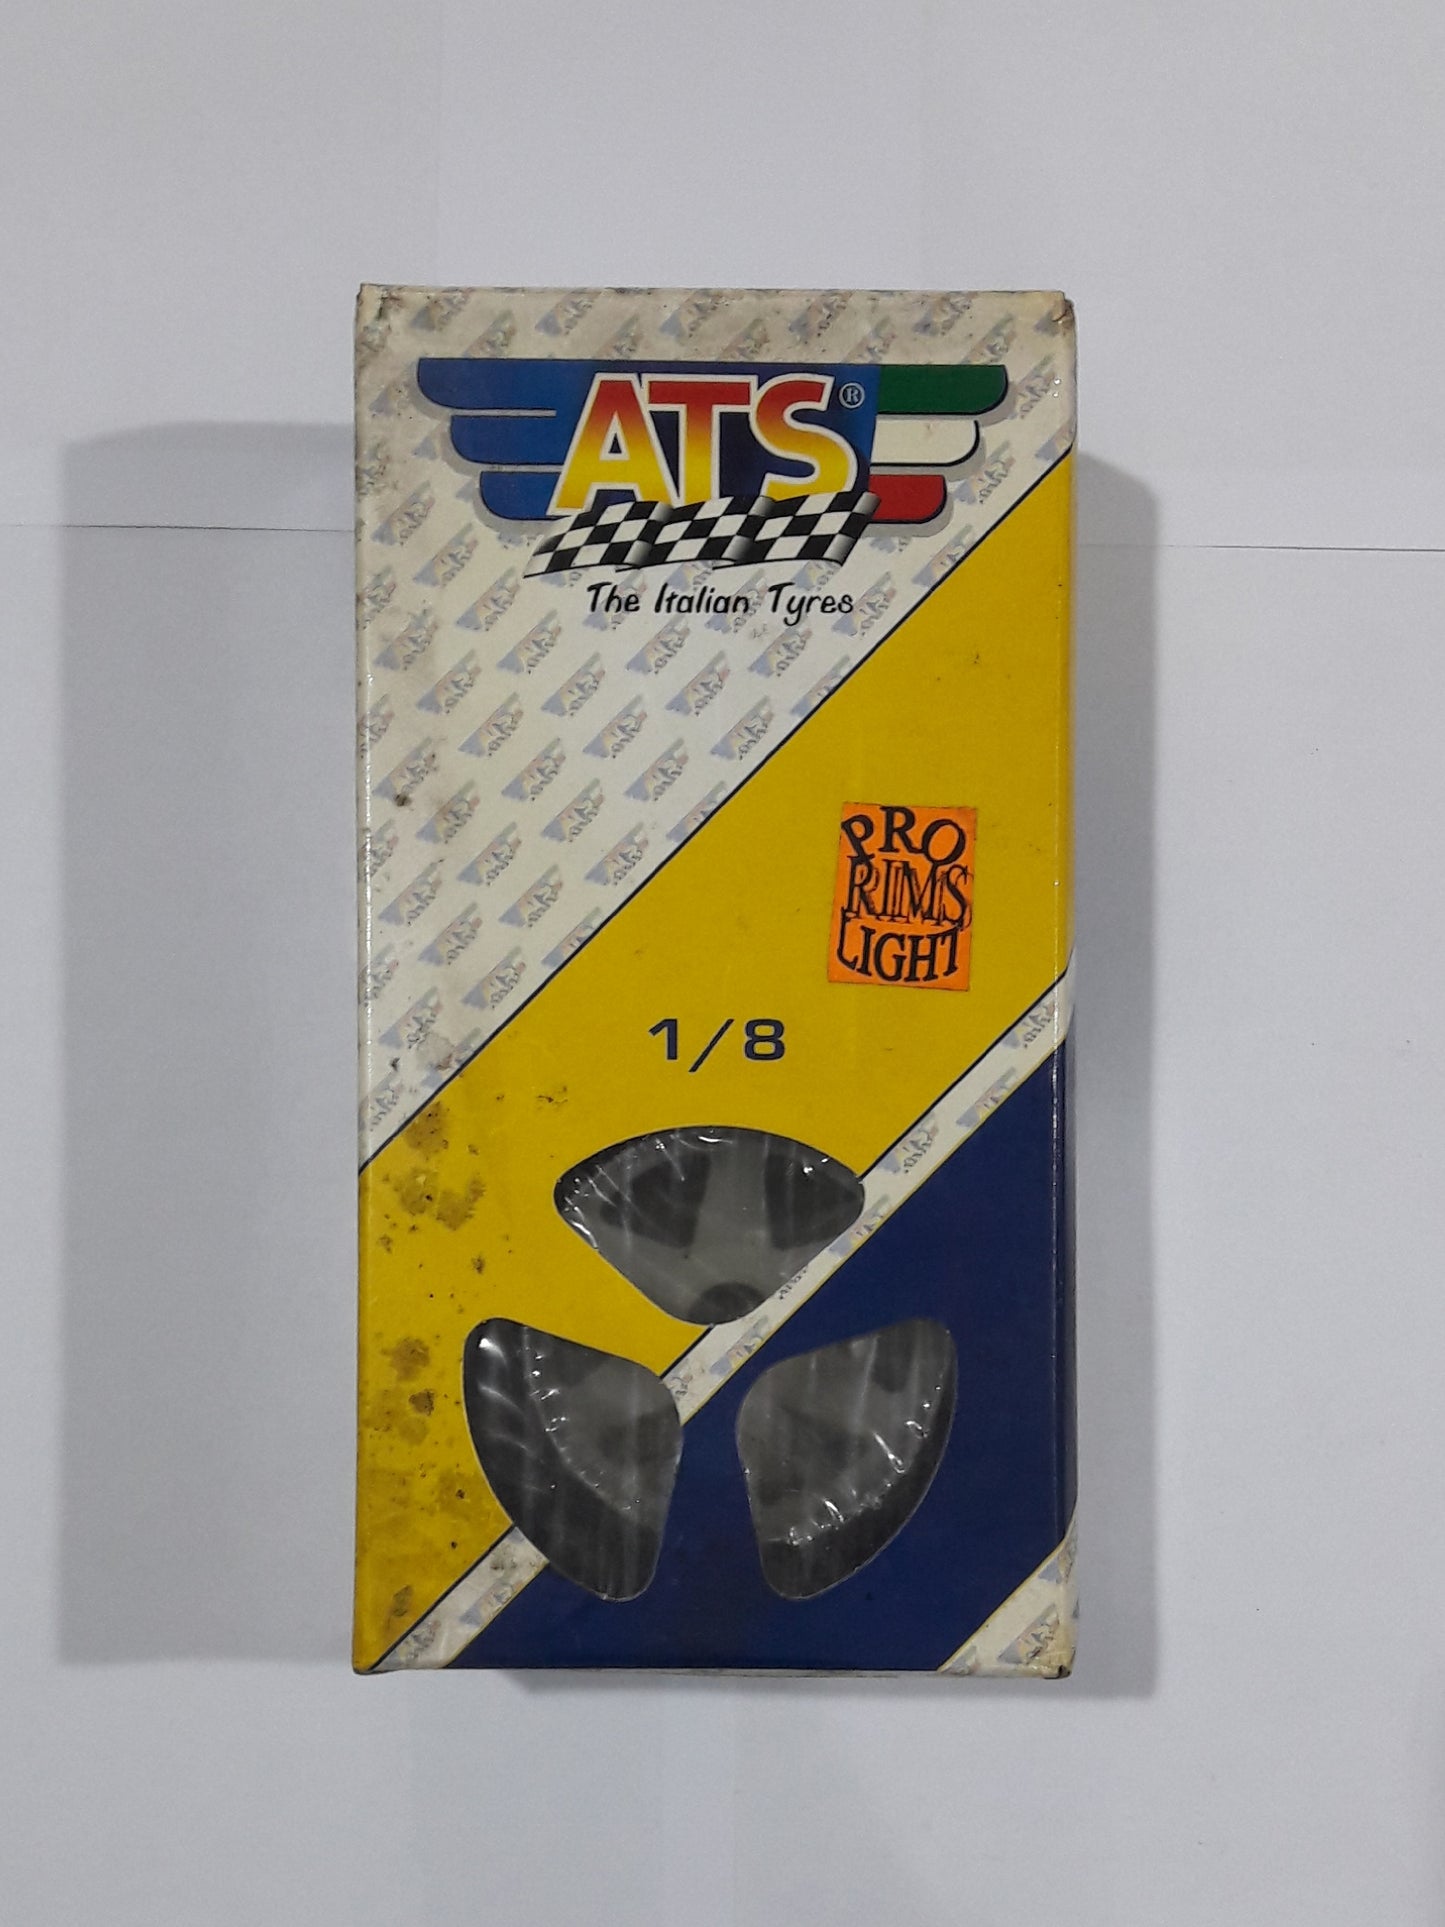 ATS®
The Italian Tyres
PRO
RIMS
LIGHT
1/8